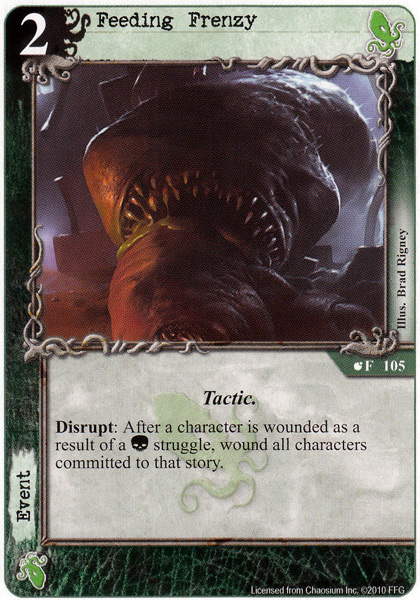 2
Feeding Frenzy
Illus. Brad Rigney
F 105
Tactic.
Disrupt: After a character is wounded as a
result of a struggle, wound all characters
committed to that story.
Event
Licensed from Chaosium Inc. ©2010 FFG